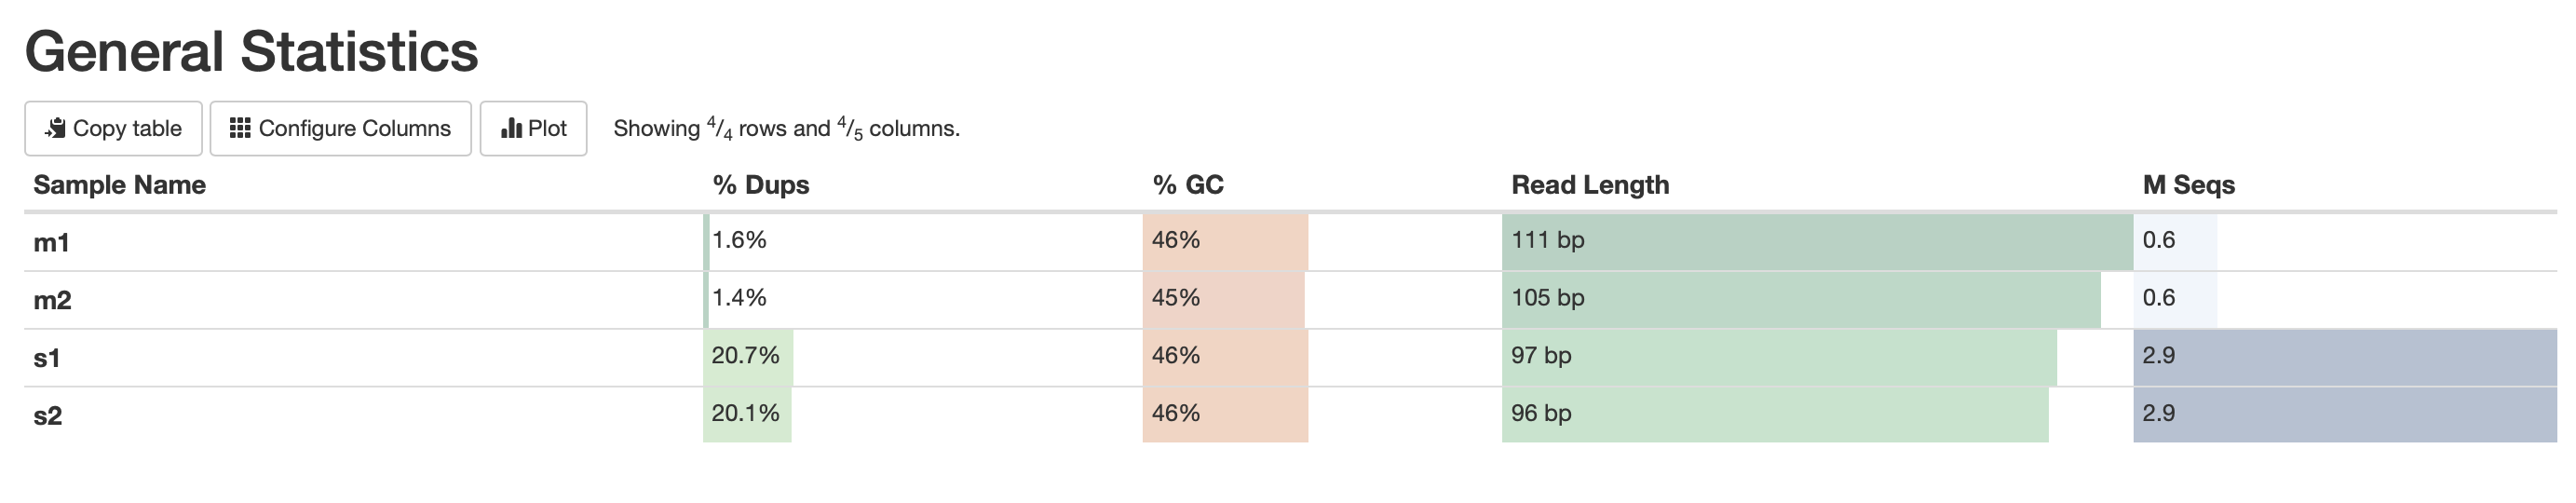 General Statistics
Copy table Configure Columns Plot Showing 4/4 rows and 4/5 columns.
Sample Name % Dups % GC Read Length M Seqs
m1 1.6% 46% 111 bp 0.6
m2 1.4% 45% 105 bp 0.6
s1 20.7% 46% 97 bp 2.9
s2 20.1% 46% 96 bp 2.9